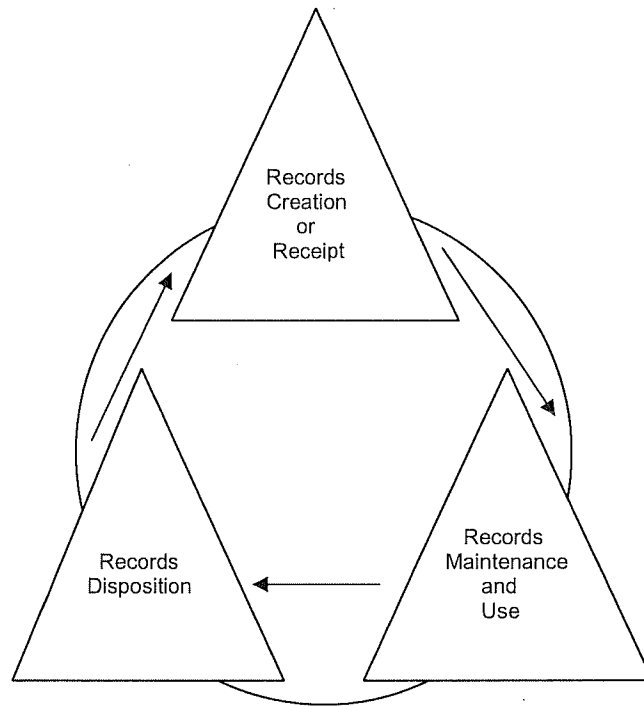 Records
Creation
or
Receipt
Records
Disposition
Records
Maintenance
and
Use